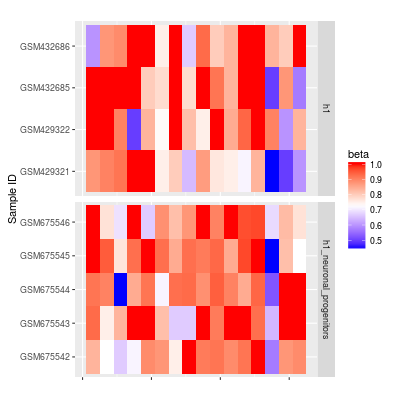 GSM432686
GSM432685
GSM429322
GSM429321
h1
GSM675546
GSM675545
GSM675544
GSM675543
GSM675542
h1_neuronal_progenitors
Sample ID
beta
1.0
0.9
0.8
0.7
0.6
0.5